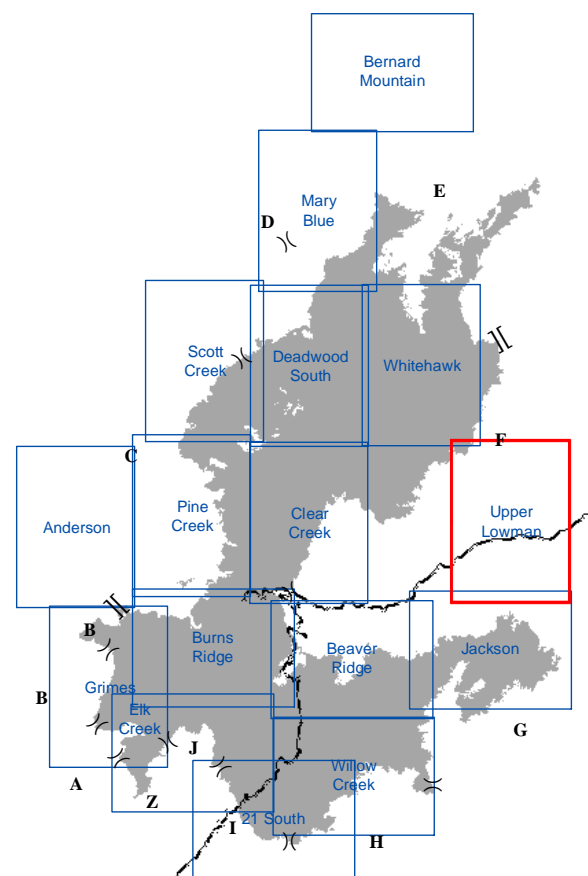 Bernard
Mountain
E
Mary
Blue
D
Scott
Creek
Deadwood
South
Whitehawk
F
C
Pine
Creek
Anderson
Clear
Creek
Upper
Lowman
B
Burns
Ridge
Beaver
Ridge
Jackson
B
Grimes
Elk
Creek
G
J
A
Z
Willow
Creek
I
21 South
H